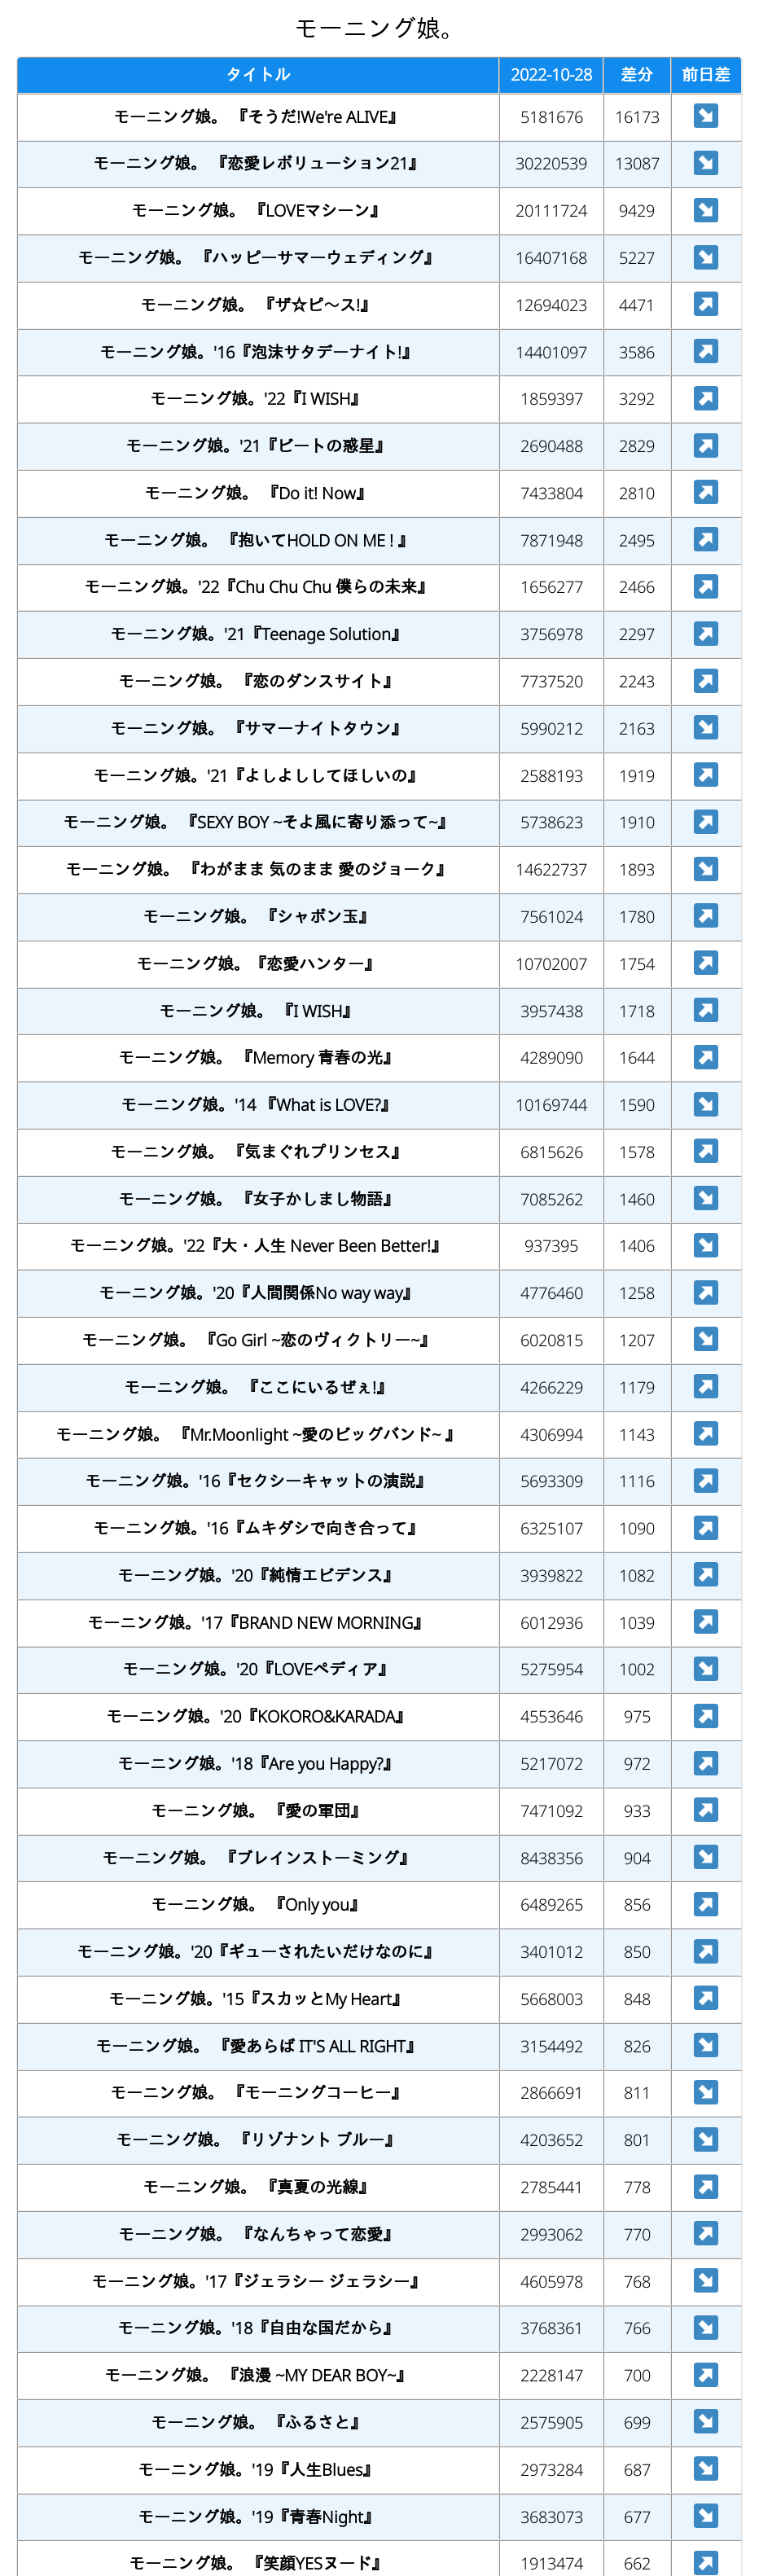 モーニング娘。
タイトル 2022-10-28 差分 前日差
モーニング娘。 『そうだ!We're ALIVE』 5181676 16173
モーニング娘。 『恋愛レボリューション21』 30220539 13087
モーニング娘。 『LOVEマシーン』 20111724 9429
モーニング娘。 『ハッピーサマーウェディング』 16407168 5227
モーニング娘。 『ザ☆ピ〜ス!』 12694023 4471
モーニング娘。'16『泡沫サタデーナイト!』 14401097 3586
モーニング娘。'22『I WISH』 1859397 3292
モーニング娘。'21『ビートの惑星』 2690488 2829
モーニング娘。 『Do it! Now』 7433804 2810
モーニング娘。 『抱いてHOLD ON ME ! 』 7871948 2495
モーニング娘。'22『Chu Chu Chu 僕らの未来』 1656277 2466
モーニング娘。'21『Teenage Solution』 3756978 2297
モーニング娘。 『恋のダンスサイト』 7737520 2243
モーニング娘。 『サマーナイトタウン』 5990212 2163
モーニング娘。'21『よしよししてほしいの』 2588193 1919
モーニング娘。 『SEXY BOY ~そよ風に寄り添って~』 5738623 1910
モーニング娘。 『わがまま 気のまま 愛のジョーク』 14622737 1893
モーニング娘。 『シャボン玉』 7561024 1780
モーニング娘。『恋愛ハンター』 10702007 1754
モーニング娘。 『I WISH』 3957438 1718
モーニング娘。 『Memory 青春の光』 4289090 1644
モーニング娘。'14 『What is LOVE?』 10169744 1590
モーニング娘。 『気まぐれプリンセス』 6815626 1578
モーニング娘。 『女子かしまし物語』 7085262 1460
モーニング娘。'22『大・人生 Never Been Better!』 937395 1406
モーニング娘。'20『人間関係No way way』 4776460 1258
モーニング娘。 『Go Girl ~恋のヴィクトリー~』 6020815 1207
モーニング娘。 『ここにいるぜぇ!』 4266229 1179
モーニング娘。 『Mr.Moonlight ~愛のビッグバンド~ 』 4306994 1143
モーニング娘。'16『セクシーキャットの演説』 5693309 1116
モーニング娘。'16『ムキダシで向き合って』 6325107 1090
モーニング娘。'20『純情エビデンス』 3939822 1082
モーニング娘。'17『BRAND NEW MORNING』 6012936 1039
モーニング娘。'20『LOVEペディア』 5275954 1002
モーニング娘。'20『KOKORO&KARADA』 4553646 975
モーニング娘。'18『Are you Happy?』 5217072 972
モーニング娘。 『愛の軍団』 7471092 933
モーニング娘。 『ブレインストーミング』 8438356 904
モーニング娘。 『Only you』 6489265 856
モーニング娘。'20『ギューされたいだけなのに』 3401012 850
モーニング娘。'15『スカッとMy Heart』 5668003 848
モーニング娘。 『愛あらば IT'S ALL RIGHT』 3154492 826
モーニング娘。 『モーニングコーヒー』 2866691 811
モーニング娘。 『リゾナント ブルー』 4203652 801
モーニング娘。 『真夏の光線』 2785441 778
モーニング娘。 『なんちゃって恋愛』 2993062 770
モーニング娘。'17『ジェラシー ジェラシー』 4605978 768
モーニング娘。'18『自由な国だから』 3768361 766
モーニング娘。 『浪漫 ~MY DEAR BOY~』 2228147 700
モーニング娘。 『ふるさと』 2575905 699
モーニング娘。'19『人生Blues』 2973284 687
モーニング娘。'19『青春Night』 3683073 677
モーニング娘。 『笑顔YESヌード』 1913474 662